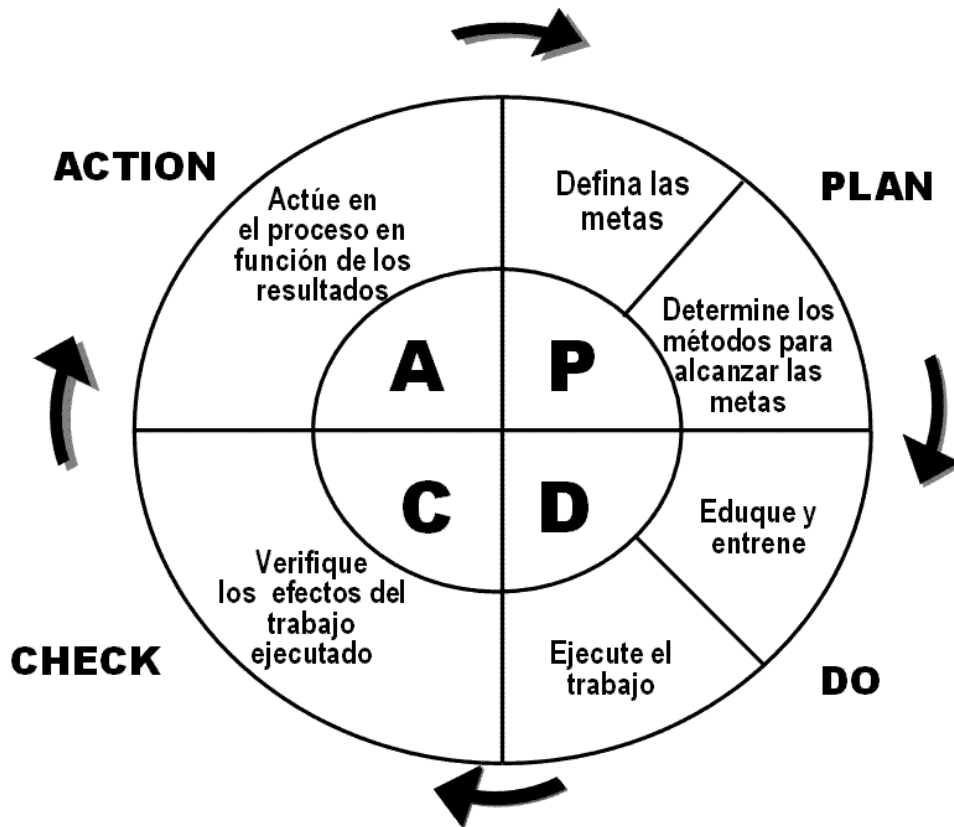 ACTION
Actúe en
el proceso en
función de los
resultados
Defina las
metas
PLAN
Determine los
métodos para
alcanzar las
metas
A
P
C
D
Eduque y
entrene
Verifique
los efectos del
trabajo
ejecutado
Ejecute el
trabajo
CHECK
DO